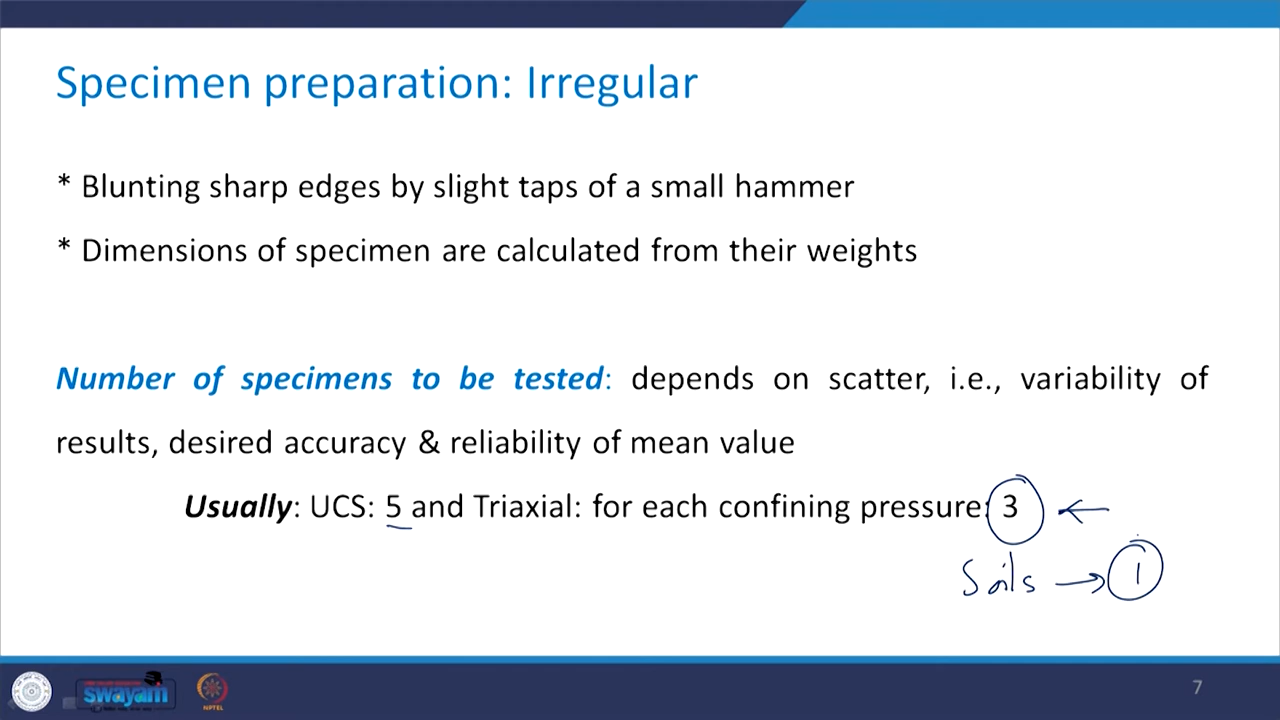 Specimen preparation: Irregular
* Blunting sharp edges by slight taps of a small hammer
* Dimensions of specimen are calculated from their weights
Number of specimens to be tested: depends on scatter, i.e., variability of
results, desired accuracy & reliability of mean value
Usually: UCS: 5 and Triaxial: for each confining pressure: 3 ←
Soils → 1
swayam
NPTEL
7